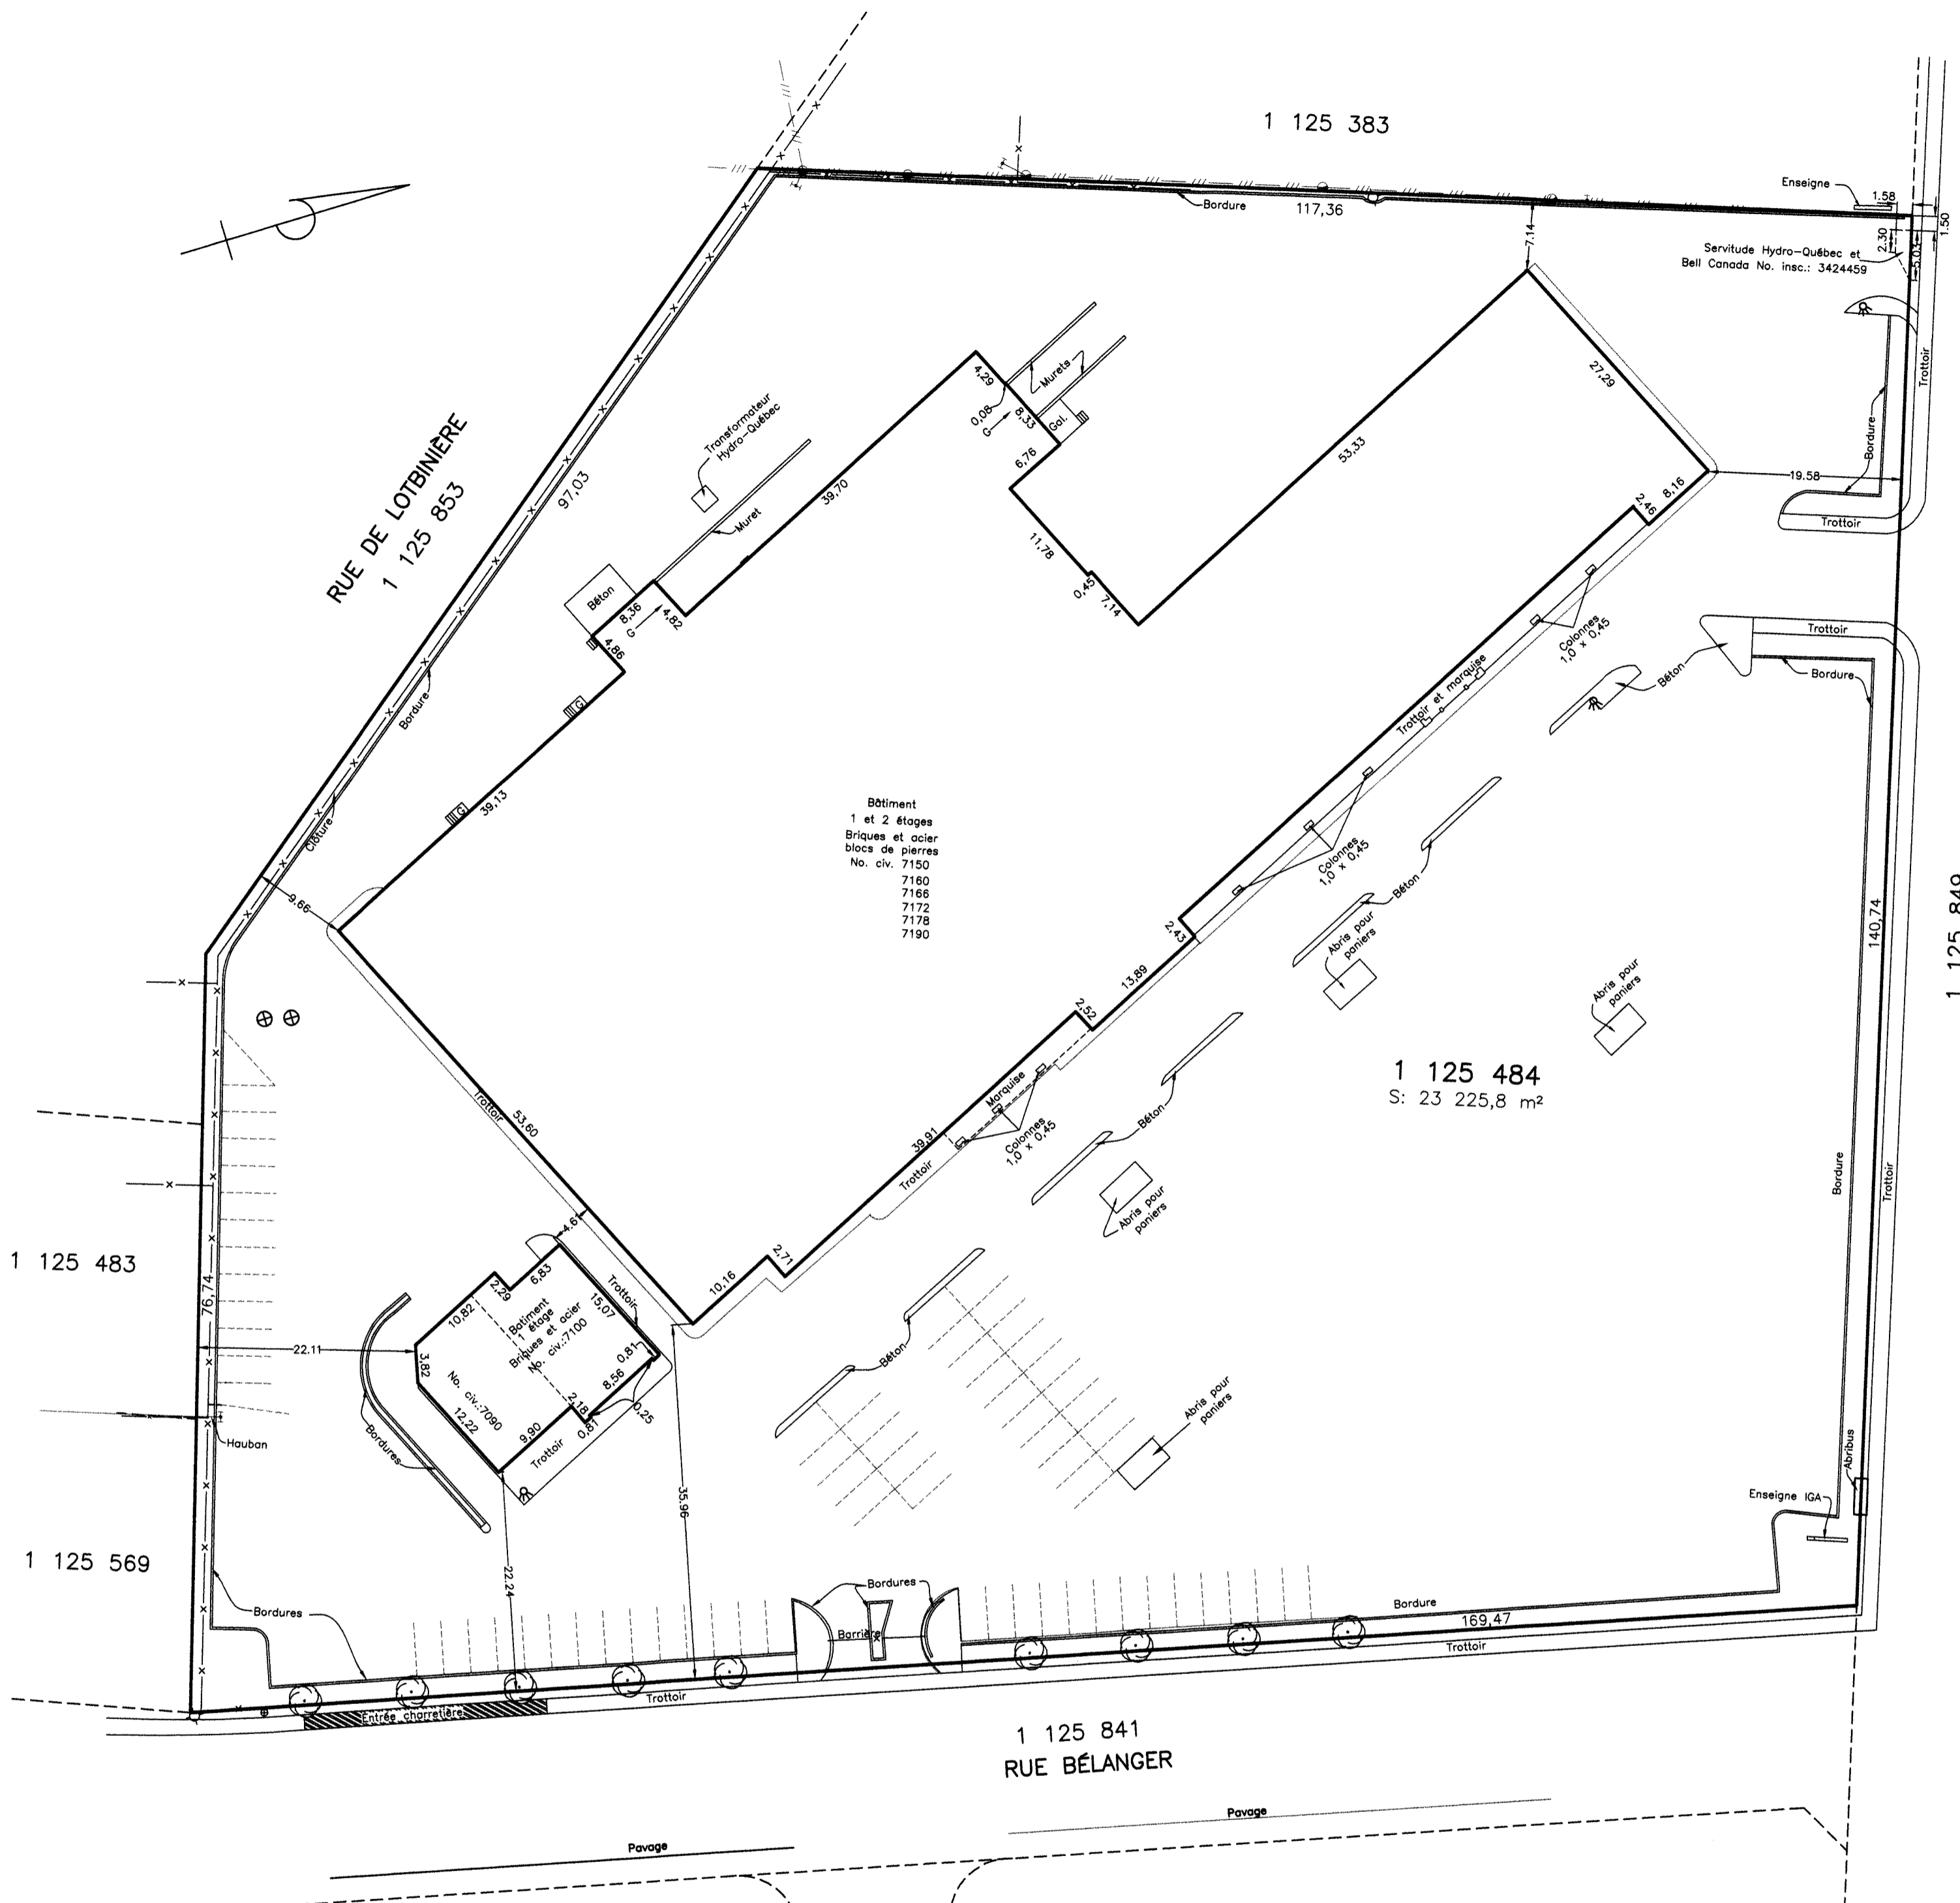 1 125 383
Enseigne
1.58
1.50
2.30
5.03
Servitude Hydro-Québec et
Bell Canada No. insc.: 3424459
Bordure
117,36
7.14
27,29
Trottoir
Bordure
19.58
Trottoir
4,29
0,08
G
8,33
Murets
Gal.
6,76
53,33
2,46
8,16
RUE DE LOTBINIÈRE
1 125 853
97,03
Transformateur
Hydro-Québec
Muret
39,70
11,78
0,45
7,14
Béton
8,36
G
4,82
4,86
G
Colonnes
1,0 x 0,45
Trottoir
Béton
Bordure
Trottoir et marquise
Bordure
39,13
G
Clôture
9.66
Bâtiment
1 et 2 étages
Briques et acier
blocs de pierres
No. civ. 7150
7160
7166
7172
7178
7190
Colonnes
1,0 x 0,45
Béton
Abris pour
paniers
140,74
1 125 849
2,43
13,89
2,52
Abris pour
paniers
1 125 484
S: 23 225,8 m²
Trottoir
53,60
Marquise
39,91
Colonnes
1,0 x 0,45
Trottoir
Béton
Abris pour
paniers
Bordure
Trottoir
1 125 483
76,74
4.61
2,71
10,16
22.11
10,82
2,29
6,83
Trottoir
15,07
Batiment
1 étage
Briques et acier
No. civ.:7100
0,81
3,82
No. civ.:7090
12,22
8,56
2,18
0,81
0,25
9,90
Trottoir
Bordures
Béton
Abris pour
paniers
Hauban
35.96
22.24
Abribus
Enseigne IGA
1 125 569
Bordures
Bordures
Barrière
Bordure
169,47
Trottoir
Trottoir
Entrée charretière
1 125 841
RUE BÉLANGER
Pavage
Pavage